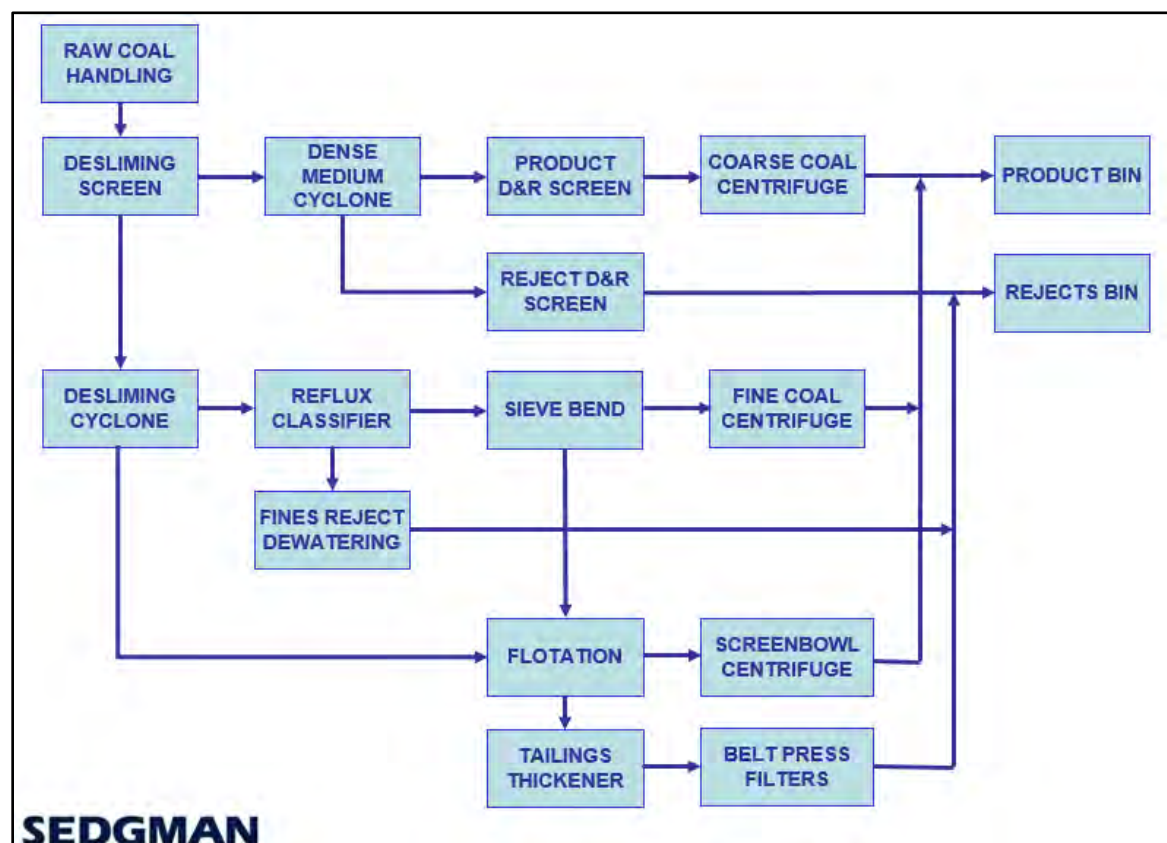 RAW COAL
HANDLING
DESLIMING
SCREEN
DENSE
MEDIUM
CYCLONE
PRODUCT
D&R SCREEN
COARSE COAL
CENTRIFUGE
PRODUCT BIN
REJECT D&R
SCREEN
REJECTS BIN
DESLIMING
CYCLONE
REFLUX
CLASSIFIER
SIEVE BEND
FINE COAL
CENTRIFUGE
FINES REJECT
DEWATERING
FLOTATION
SCREENBOWL
CENTRIFUGE
TAILINGS
THICKENER
BELT PRESS
FILTERS
SEDGMAN